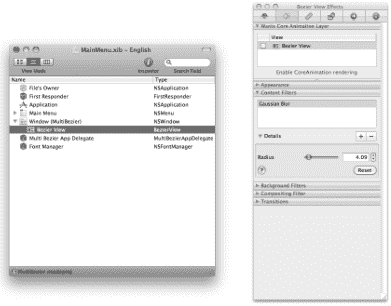 MainMenu.xib – English
View Mode
Inspector
Search Field
Name
Type
File's Owner
NSApplication
First Responder
FirstResponder
Application
NSApplication
Main Menu
NSMenu
Window (MultiBezier)
NSWindow
Bezier View
BezierView
Multi Bezier App Delegate
MultiBezierAppDelegate
Font Manager
NSFontManager
Bezier View Effects
Wants Core Animation Layer
View
Bezier View
Enable CoreAnimation rendering
Appearance
Content Filters
Gaussian Blur
Details
Radius
4.09
Reset
Background Filters
Compositing Filter
Transitions